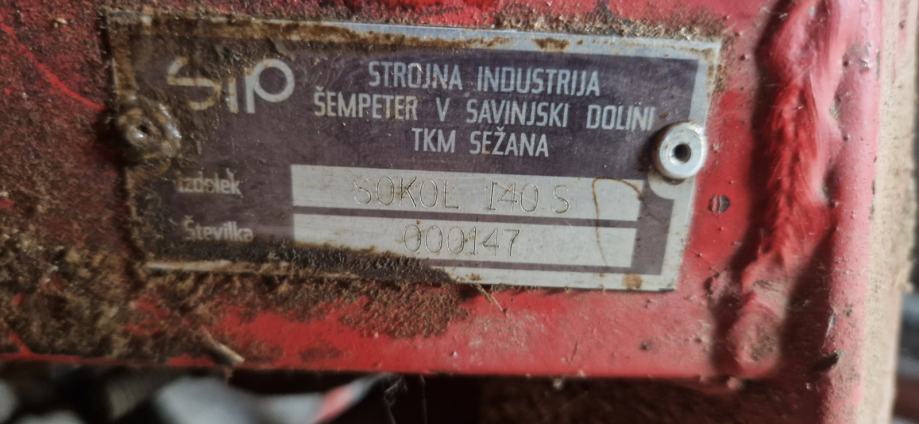 SIP
STROJNA INDUSTRIJA
ŠEMPETER V SAVINJSKI DOLINI
TKM SEŽANA
Izdelek SOKOL 140 S
Številka 000147